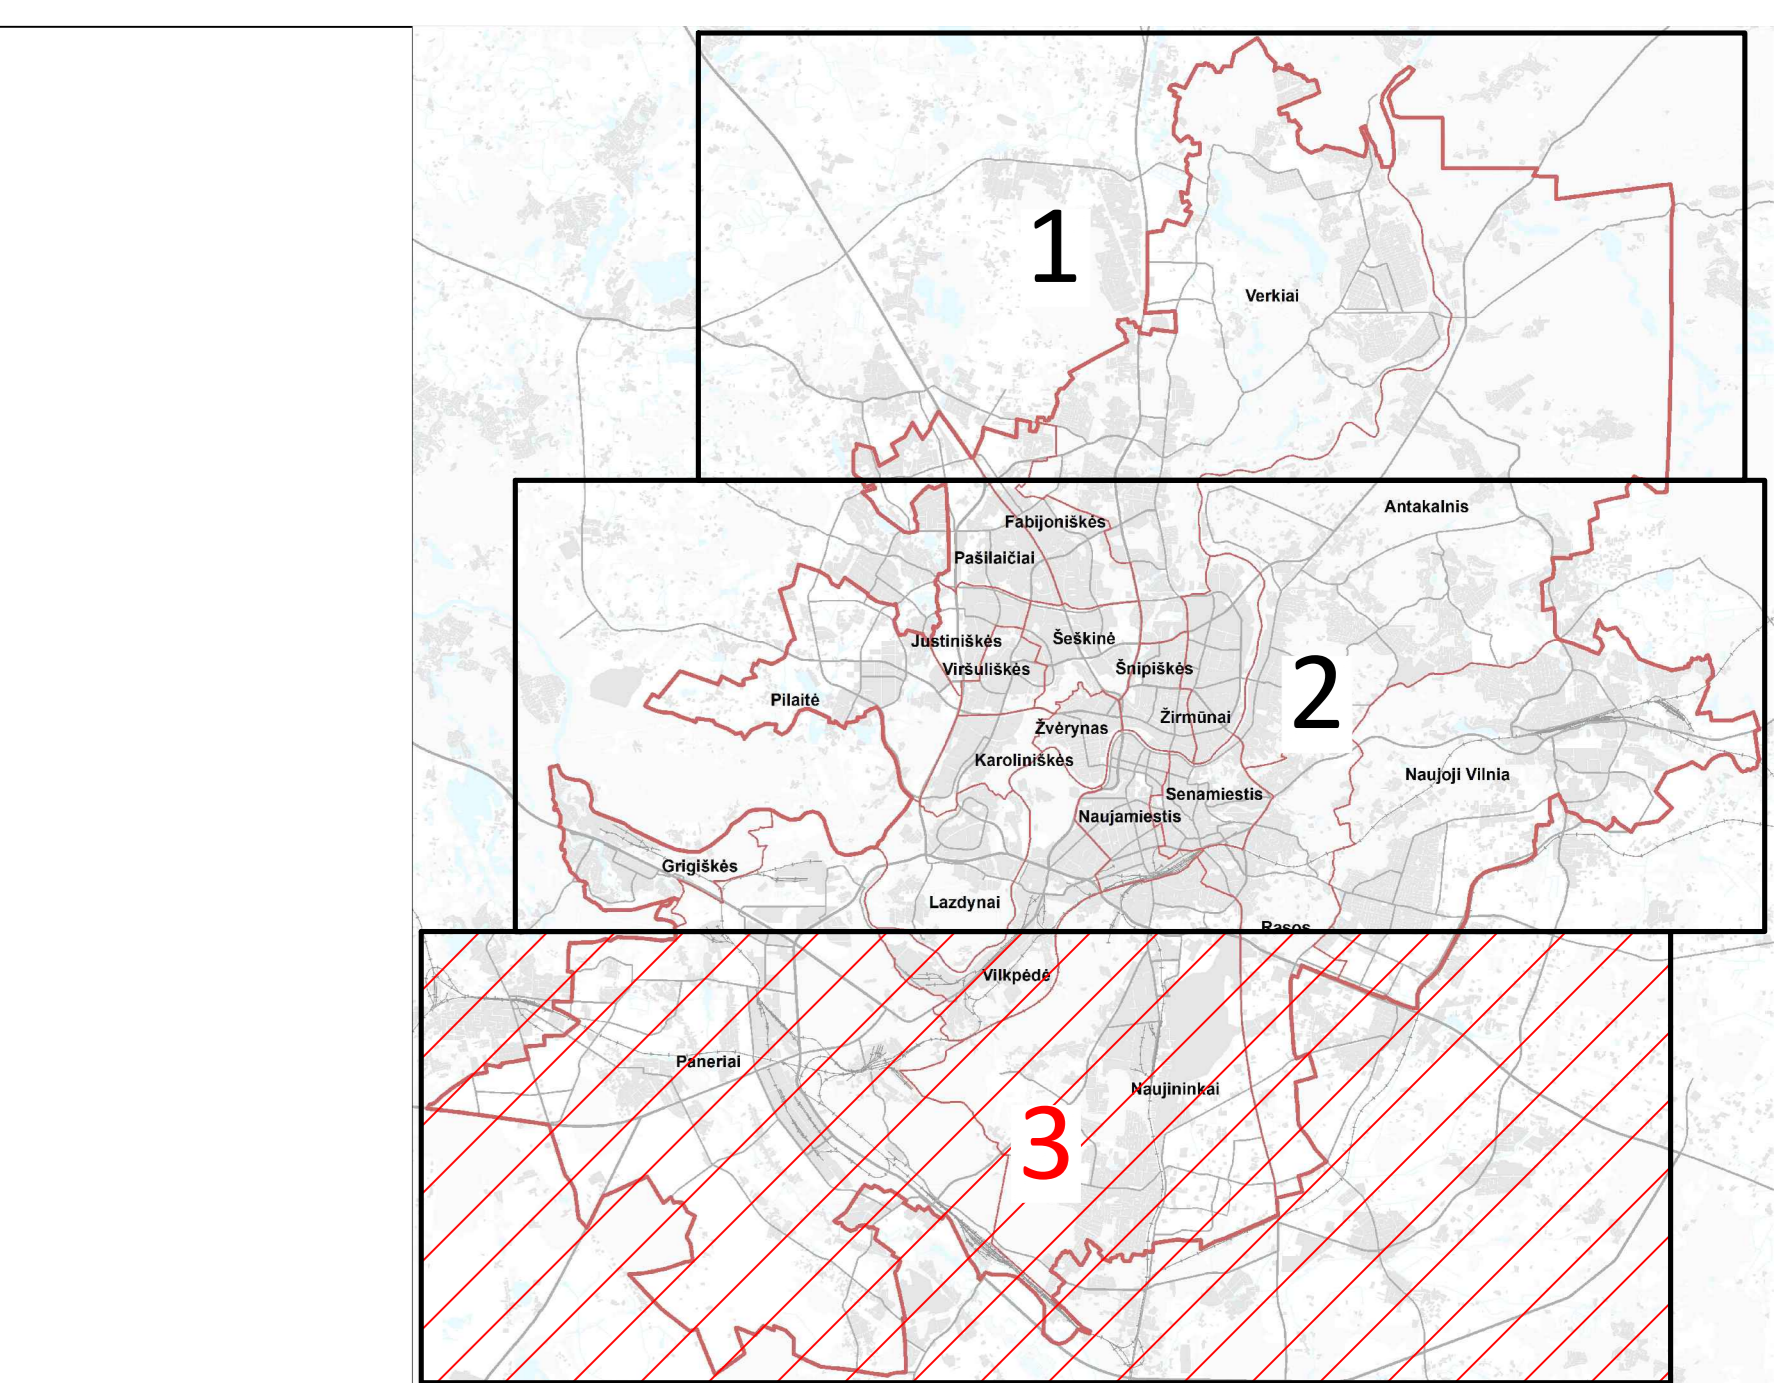 1
Verkiai
Antakalnis
Fabijoniškės
Pašilaičiai
Justiniškės
Šeškinė
Viršuliškės
Šnipiškės
2
Pilaitė
Žirmūnai
Žvėrynas
Karoliniškės
Naujoji Vilnia
Senamiestis
Naujamiestis
Grigiškės
Lazdynai
Rasos
Vilkpėdė
Paneriai
Naujininkai
3